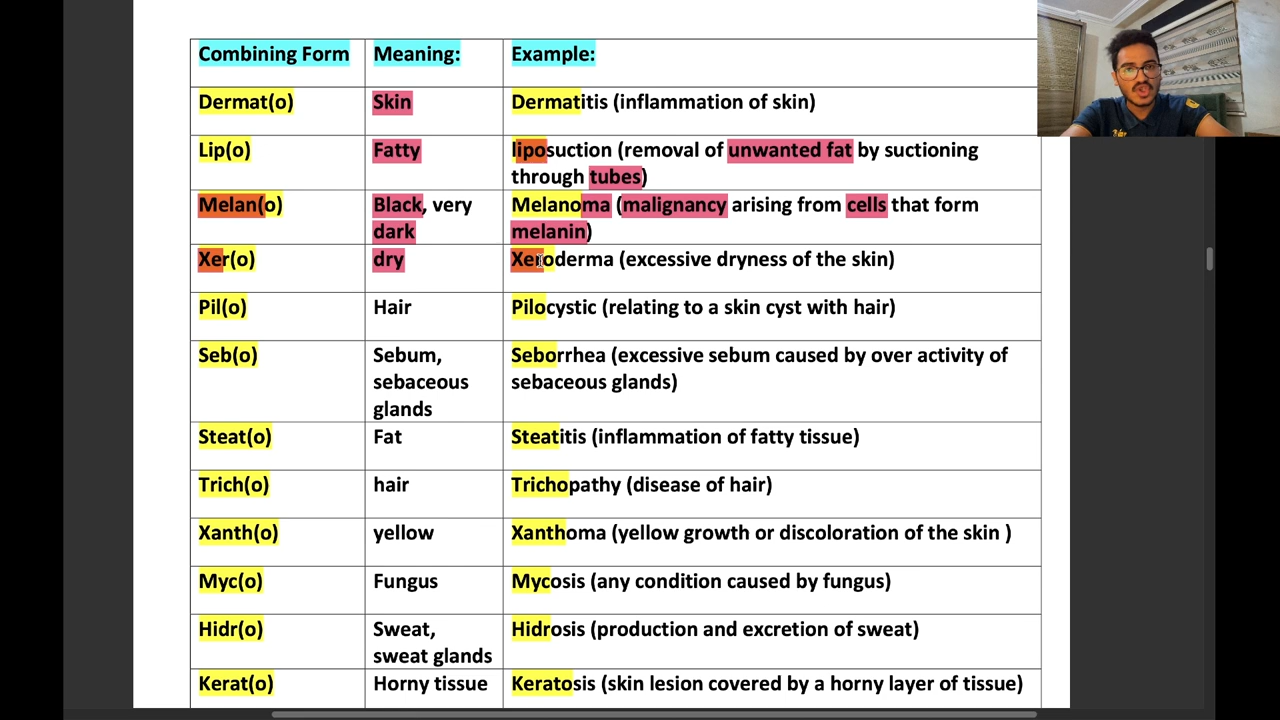 Combining Form Meaning: Example:
Dermat(o) Skin Dermatitis (inflammation of skin)
Lip(o) Fatty liposuction (removal of unwanted fat by suctioning
through tubes)
Melan(o) Black, very Melanoma (malignancy arising from cells that form
dark melanin)
Xer(o) dry Xeroderma (excessive dryness of the skin)
Pil(o) Hair Pilocystic (relating to a skin cyst with hair)
Seb(o) Sebum, Seborrhea (excessive sebum caused by over activity of
sebaceous sebaceous glands)
glands
Steat(o) Fat Steatitis (inflammation of fatty tissue)
Trich(o) hair Trichopathy (disease of hair)
Xanth(o) yellow Xanthoma (yellow growth or discoloration of the skin )
Myc(o) Fungus Mycosis (any condition caused by fungus)
Hidr(o) Sweat, Hidrosis (production and excretion of sweat)
sweat glands
Kerat(o) Horny tissue Keratosis (skin lesion covered by a horny layer of tissue)